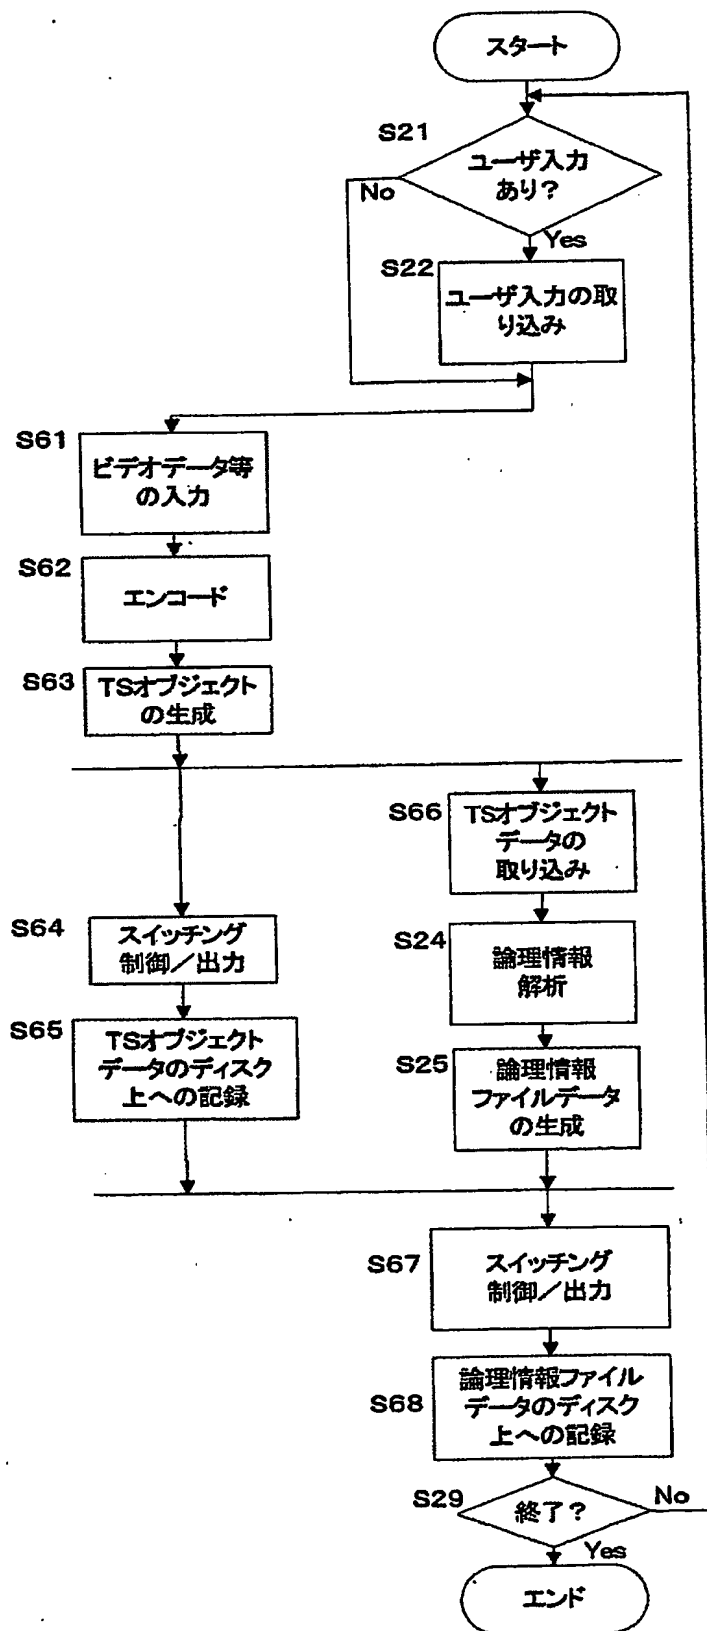 スタート
S21
ユーザ入力
あり?
No
Yes
S22
ユーザ入力の取
り込み
S61
ビデオデータ等
の入力
S62
エンコード
S63
TSオブジェクト
の生成
S66
TSオブジェクト
データの
取り込み
S64
スイッチング
制御/出力
S24
論理情報
解析
S65
TSオブジェクト
データのディスク
上への記録
S25
論理情報
ファイルデータ
の生成
S67
スイッチング
制御/出力
S68
論理情報ファイル
データのディスク
上への記録
S29
終了?
No
Yes
エンド